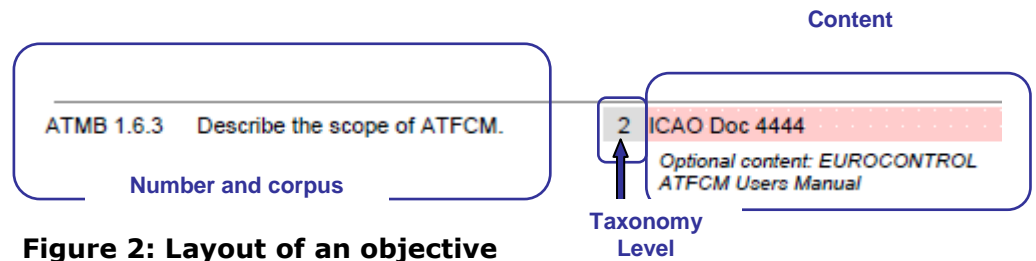 Content
ATMB 1.6.3 Describe the scope of ATFCM. 2 ICAO Doc 4444
Optional content: EUROCONTROL
ATFCM Users Manual
Number and corpus
Taxonomy
Level
Figure 2: Layout of an objective